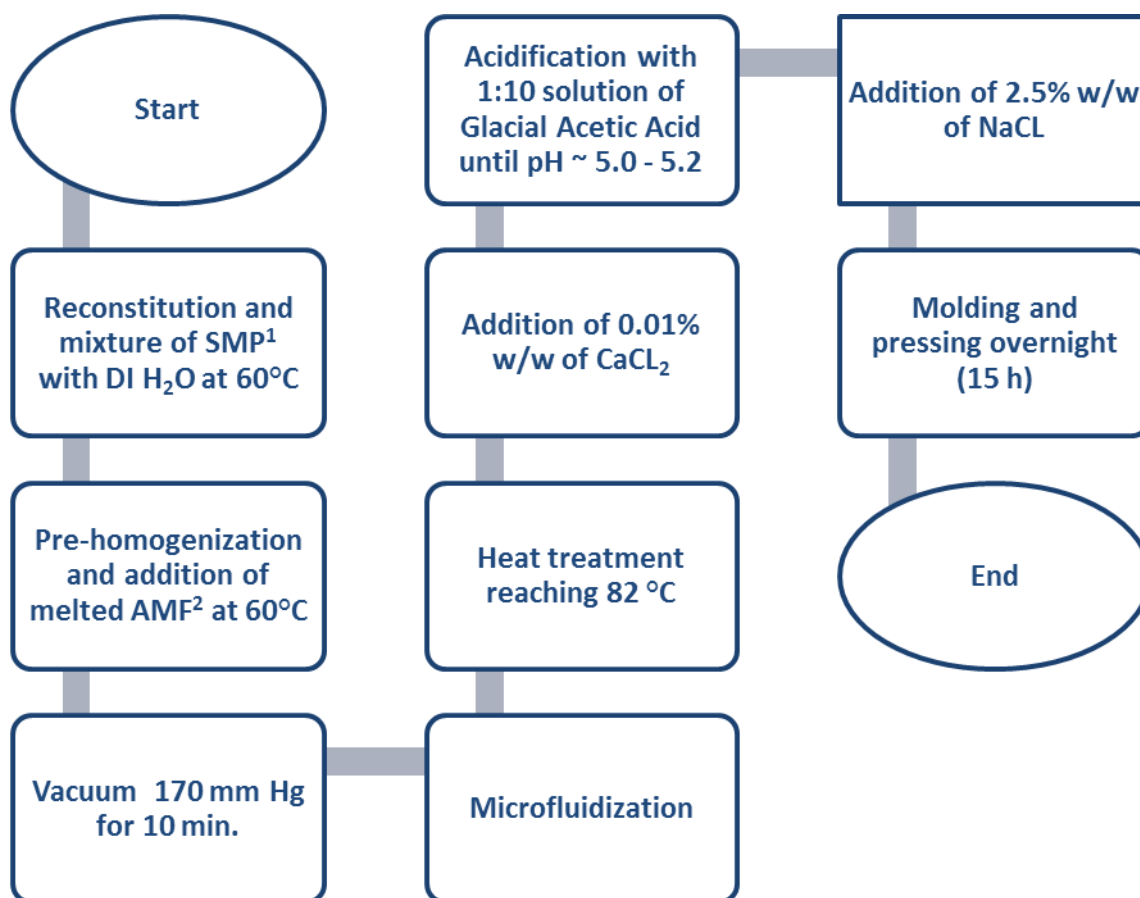 Start
Reconstitution and
mixture of SMP¹
with DI H₂O at 60°C
Pre-homogenization
and addition of
melted AMF² at 60°C
Vacuum 170 mm Hg
for 10 min.
Microfluidization
Heat treatment
reaching 82 °C
Addition of 0.01%
w/w of CaCL₂
Acidification with
1:10 solution of
Glacial Acetic Acid
until pH ~ 5.0 - 5.2
Addition of 2.5% w/w
of NaCL
Molding and
pressing overnight
(15 h)
End